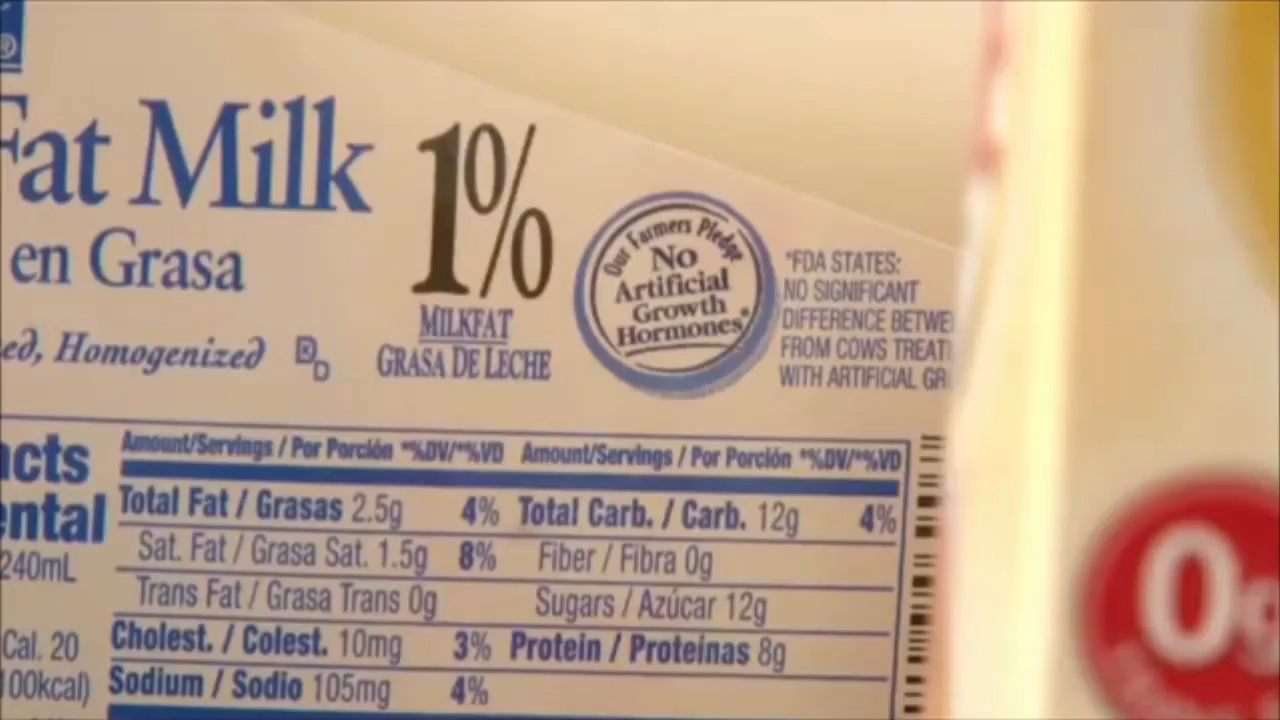 ®
Fat Milk
1%
en Grasa
MILKFAT
GRASA DE LECHE
ed, Homogenized
D
D
Our Farmers Pledge
No
Artificial
Growth
Hormones*
*FDA STATES:
NO SIGNIFICANT
DIFFERENCE BETWE
FROM COWS TREAT
WITH ARTIFICIAL GR
acts
ental
240mL
Cal. 20
100kcal)
Amount/Servings / Por Porción *%DV/*%VD Amount/Servings / Por Porción *%DV/*%VD
Total Fat / Grasas 2.5g 4% Total Carb. / Carb. 12g 4%
Sat. Fat / Grasa Sat. 1.5g 8% Fiber / Fibra 0g
Trans Fat / Grasa Trans 0g Sugars / Azúcar 12g
Cholest. / Colest. 10mg 3% Protein / Proteinas 8g
Sodium / Sodio 105mg 4%
0g